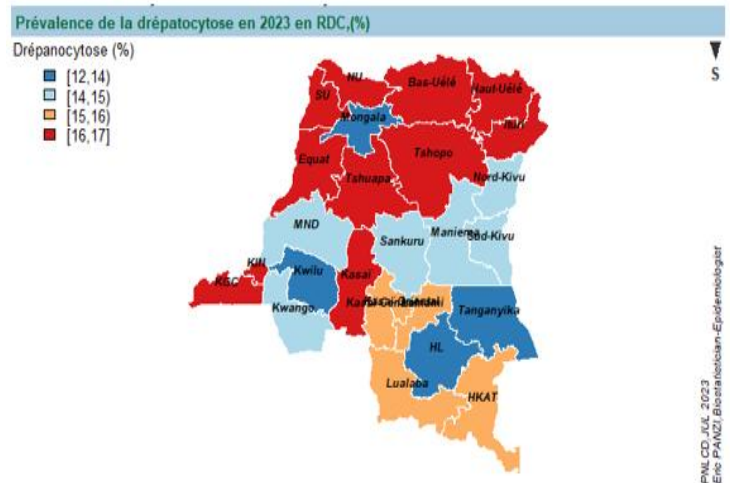 Prévalence de la drépatocytose en 2023 en RDC,(%)
Drépanocytose (%)
[12,14)
[14,15)
[15,16)
[16,17]
S
NU
Bas-Uélé
Haut-Uélé
SU
Mongala
Ituri
Equat
Tshopo
Tshuapa
Nord-Kivu
MND
Sankuru
Maniema
Sud-Kivu
KIN
Kwilu
Kasai
KGC
Kwango
Tanganyika
HL
Lualaba
HKAT
PNLCD,JUL 2023
Eric PANZI,Biostatistician-Epidemiologist